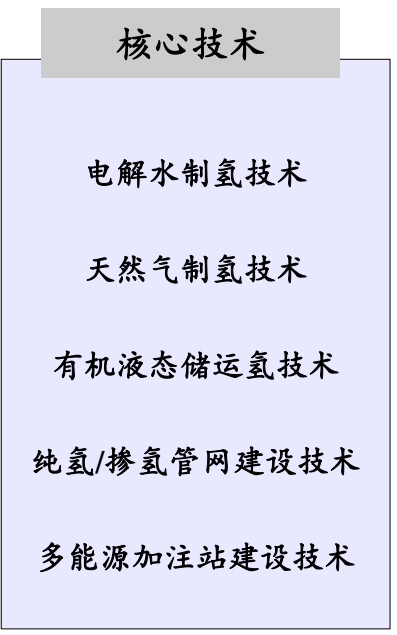 核心技术
电解水制氢技术
天然气制氢技术
有机液态储运氢技术
纯氢/掺氢管网建设技术
多能源加注站建设技术